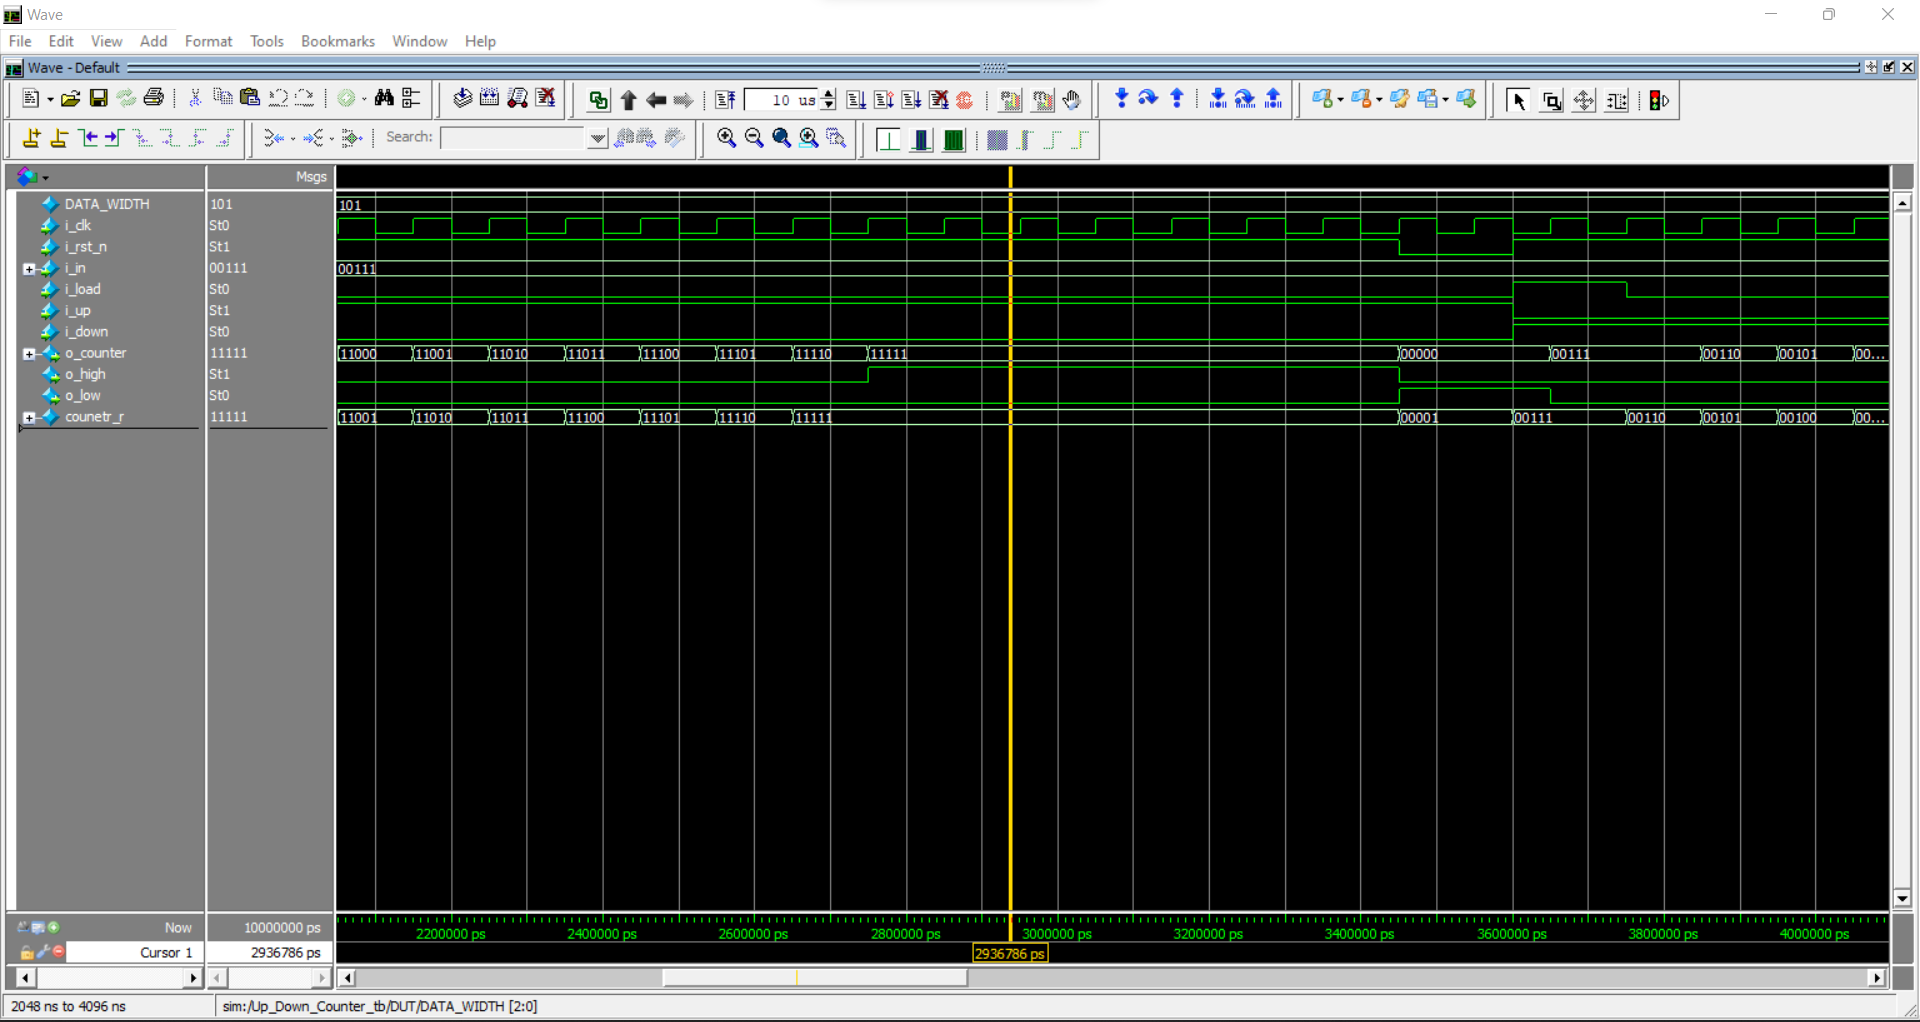 Wave
File Edit View Add Format Tools Bookmarks Window Help
Wave - Default
10 us
Search:
Msgs
DATA_WIDTH 101 101
i_clk St0
i_rst_n St1
i_in 00111 00111
i_load St0
i_up St1
i_down St0
o_counter 11111 11000 11001 11010 11011 11100 11101 11110 11111 00000 00111 00110 00101 00...
o_high St1
o_low St0
counetr_r 11111 11001 11010 11011 11100 11101 11110 11111 00001 00111 00110 00101 00100 00...
Now 10000000 ps 2200000 ps 2400000 ps 2600000 ps 2800000 ps 3000000 ps 3200000 ps 3400000 ps 3600000 ps 3800000 ps 4000000 ps
Cursor 1 2936786 ps 2936786 ps
2048 ns to 4096 ns sim:/Up_Down_Counter_tb/DUT/DATA_WIDTH [2:0]